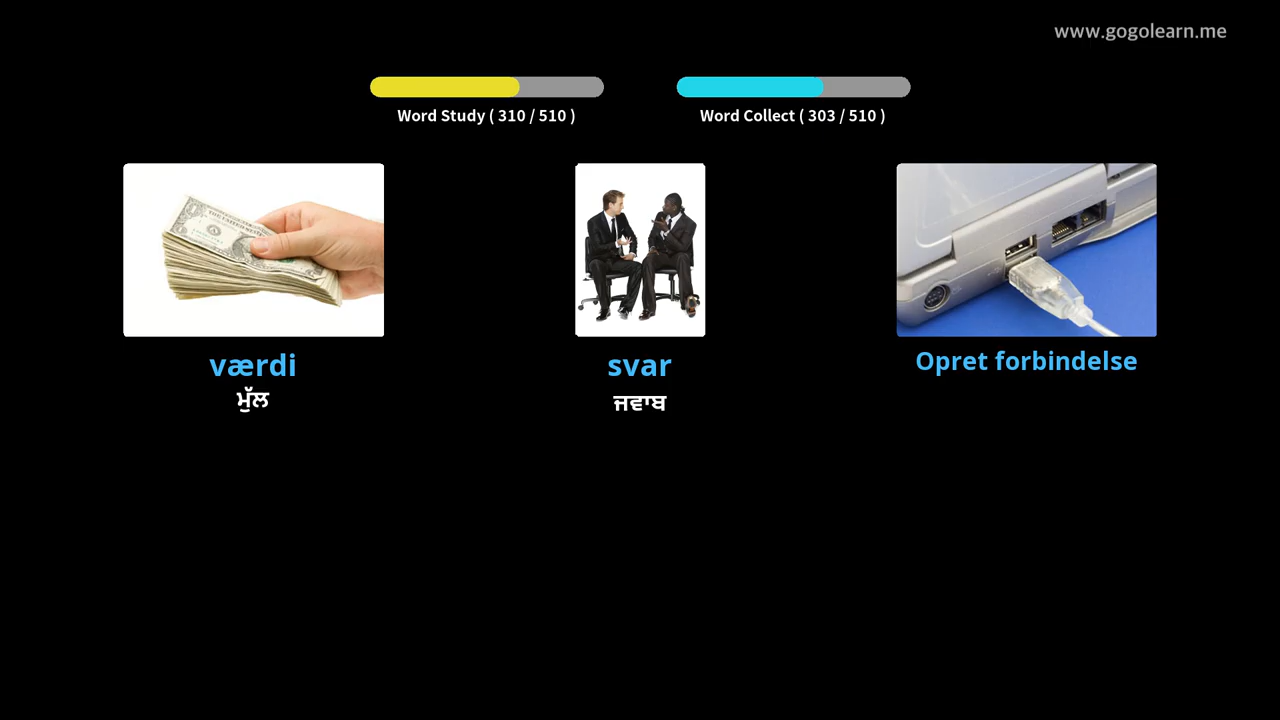 www.gogolearn.me
Word Study ( 310 / 510 )
Word Collect ( 303 / 510 )
værdi
ਮੁੱਲ
svar
ਜਵਾਬ
Opret forbindelse